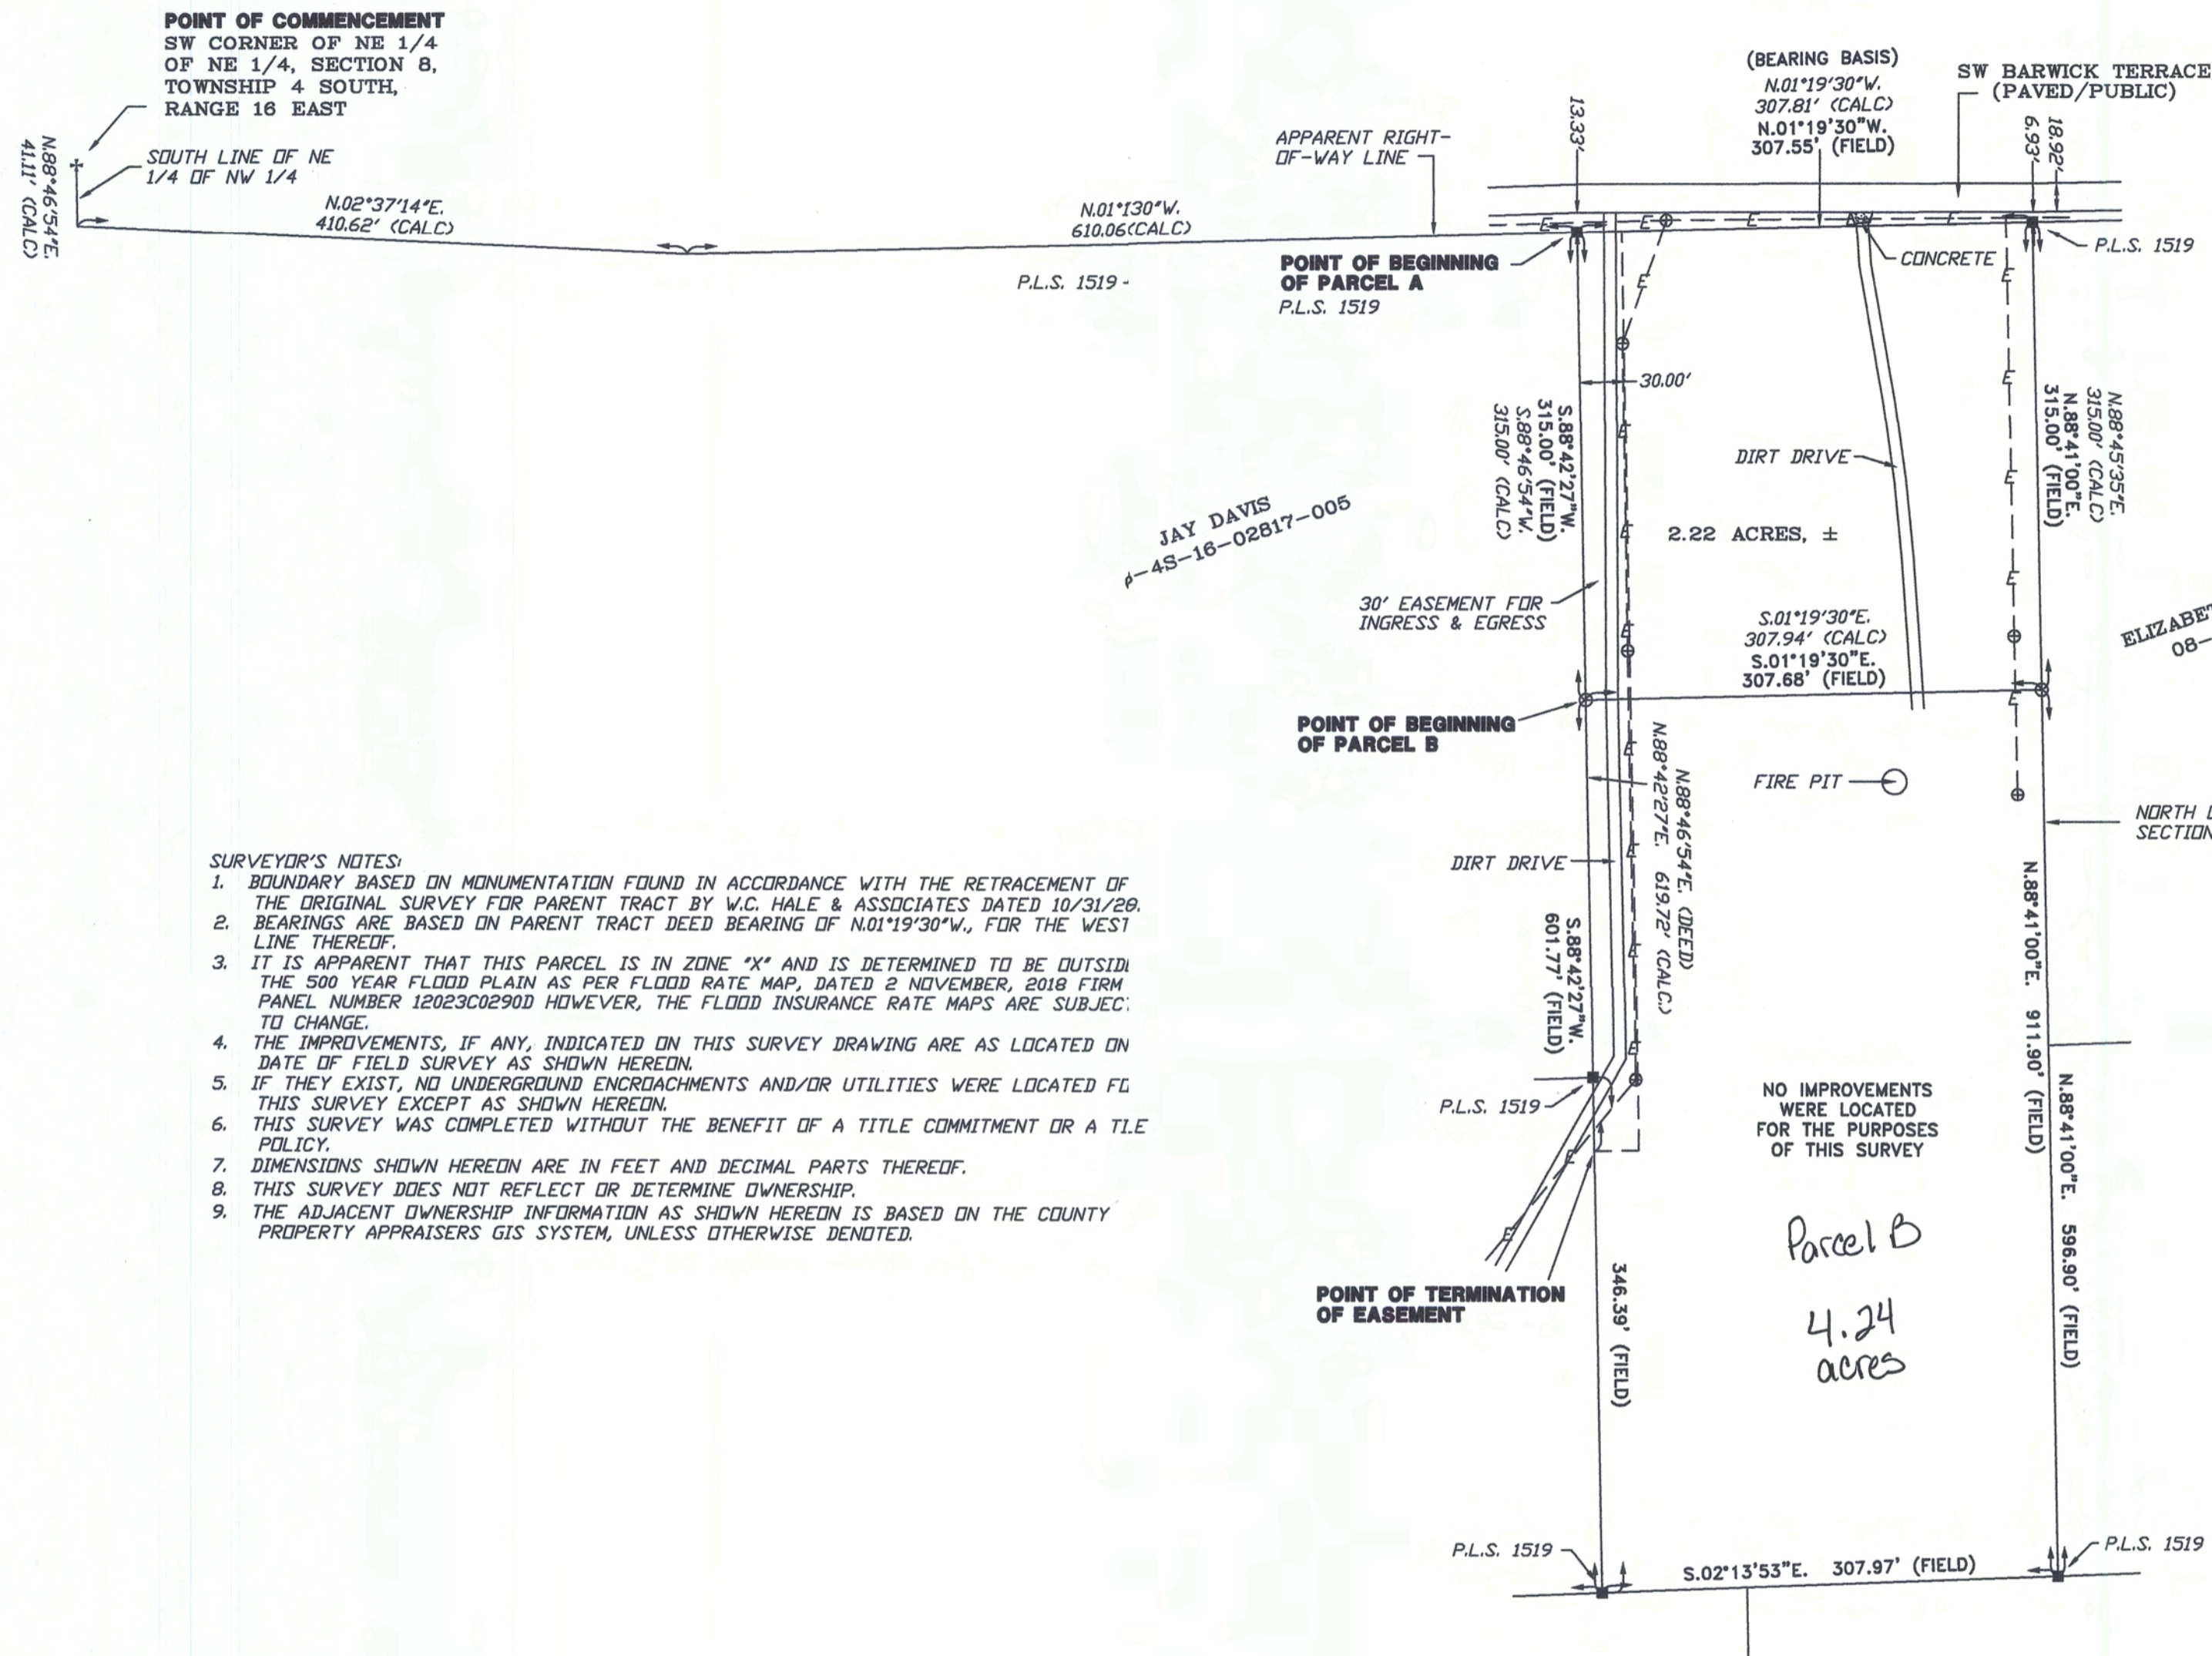 POINT OF COMMENCEMENT
SW CORNER OF NE 1/4
OF NE 1/4, SECTION 8,
TOWNSHIP 4 SOUTH,
RANGE 16 EAST
SOUTH LINE OF NE
1/4 OF NW 1/4
N.88°46'54"E.
41.11' (CALC)
N.02°37'14"E.
410.62' (CALC)
N.01°1'30"W.
610.06(CALC)
P.L.S. 1519 -
APPARENT RIGHT-
OF-WAY LINE
POINT OF BEGINNING
OF PARCEL A
P.L.S. 1519
13.33'
(BEARING BASIS)
N.01°19'30"W.
307.81' (CALC)
N.01°19'30"W.
307.55' (FIELD)
SW BARWICK TERRACE
(PAVED/PUBLIC)
18.92'
6.93'
P.L.S. 1519
CONCRETE
30.00'
S.88°42'27"W.
315.00' (FIELD)
S.88°46'54"W.
315.00' (CALC)
DIRT DRIVE
N.88°45'35"E.
315.00' (CALC)
N.88°41'00"E.
315.00' (FIELD)
JAY DAVIS
-4S-16-02817-005
2.22 ACRES, ±
30' EASEMENT FOR
INGRESS & EGRESS
S.01°19'30"E.
307.94' (CALC)
S.01°19'30"E.
307.68' (FIELD)
ELIZABE
08-
POINT OF BEGINNING
OF PARCEL B
N.88°46'54"E. (DEED)
N.88°42'27"E. 619.72' (CALC.)
FIRE PIT
NORTH
SECTION
DIRT DRIVE
S.88°42'27"W.
601.77' (FIELD)
N.88°41'00"E. 911.90' (FIELD)
N.88°41'00"E. 596.90' (FIELD)
P.L.S. 1519
NO IMPROVEMENTS
WERE LOCATED
FOR THE PURPOSES
OF THIS SURVEY
Parcel B
4.24
acres
POINT OF TERMINATION
OF EASEMENT
346.39' (FIELD)
P.L.S. 1519
S.02°13'53"E. 307.97' (FIELD)
P.L.S. 1519
SURVEYOR'S NOTES:
1. BOUNDARY BASED ON MONUMENTATION FOUND IN ACCORDANCE WITH THE RETRACEMENT OF
THE ORIGINAL SURVEY FOR PARENT TRACT BY W.C. HALE & ASSOCIATES DATED 10/31/20.
2. BEARINGS ARE BASED ON PARENT TRACT DEED BEARING OF N.01°19'30"W., FOR THE WEST
LINE THEREOF.
3. IT IS APPARENT THAT THIS PARCEL IS IN ZONE "X" AND IS DETERMINED TO BE OUTSID
THE 500 YEAR FLOOD PLAIN AS PER FLOOD RATE MAP, DATED 2 NOVEMBER, 2018 FIRM
PANEL NUMBER 12023C0290D HOWEVER, THE FLOOD INSURANCE RATE MAPS ARE SUBJEC
TO CHANGE.
4. THE IMPROVEMENTS, IF ANY, INDICATED ON THIS SURVEY DRAWING ARE AS LOCATED ON
DATE OF FIELD SURVEY AS SHOWN HEREON.
5. IF THEY EXIST, NO UNDERGROUND ENCROACHMENTS AND/OR UTILITIES WERE LOCATED FO
THIS SURVEY EXCEPT AS SHOWN HEREON.
6. THIS SURVEY WAS COMPLETED WITHOUT THE BENEFIT OF A TITLE COMMITMENT OR A TLE
POLICY.
7. DIMENSIONS SHOWN HEREON ARE IN FEET AND DECIMAL PARTS THEREOF.
8. THIS SURVEY DOES NOT REFLECT OR DETERMINE OWNERSHIP.
9. THE ADJACENT OWNERSHIP INFORMATION AS SHOWN HEREON IS BASED ON THE COUNTY
PROPERTY APPRAISERS GIS SYSTEM, UNLESS OTHERWISE DENOTED.